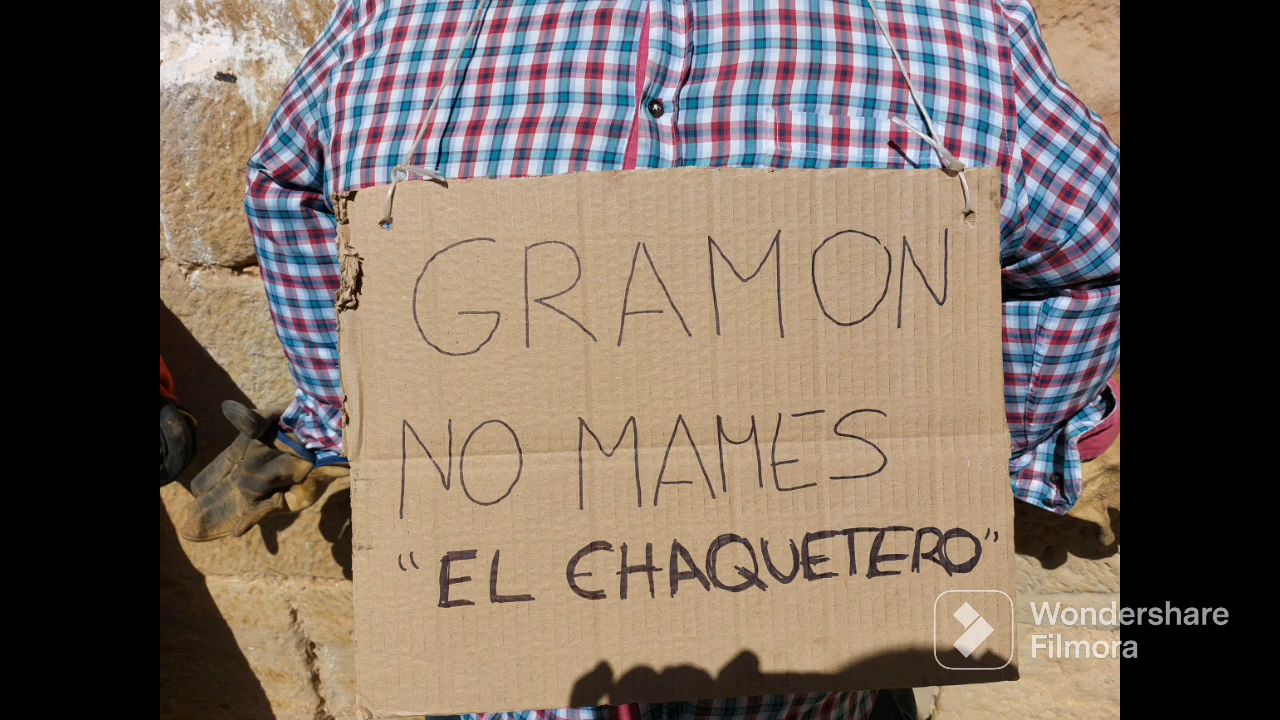 GRAMON
NO MAMES
"EL CHAQUETERO"
Wondershare
Filmora